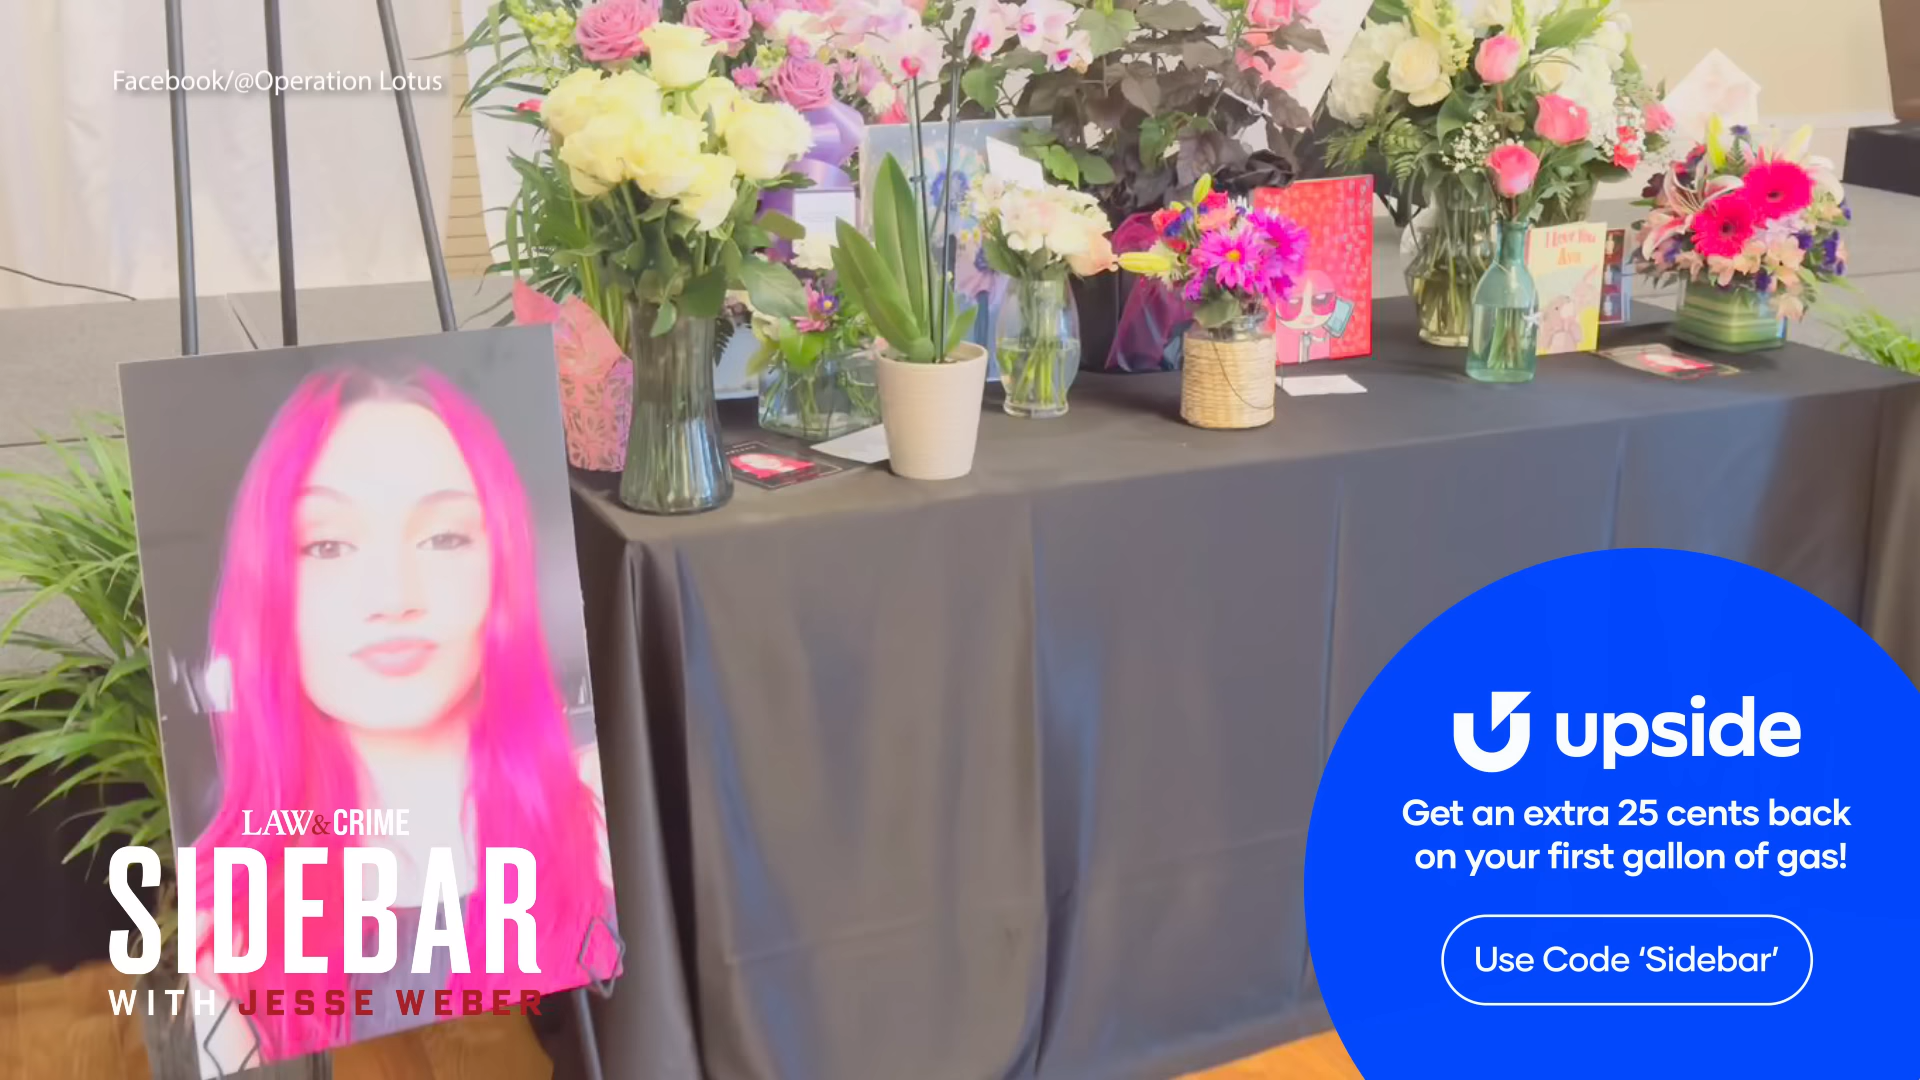 Facebook/@Operation Lotus
I Love You
Ava
LAW&CRIME
SIDEBAR
WITH JESSE WEBER
upside
Get an extra 25 cents back
on your first gallon of gas!
Use Code ‘Sidebar’